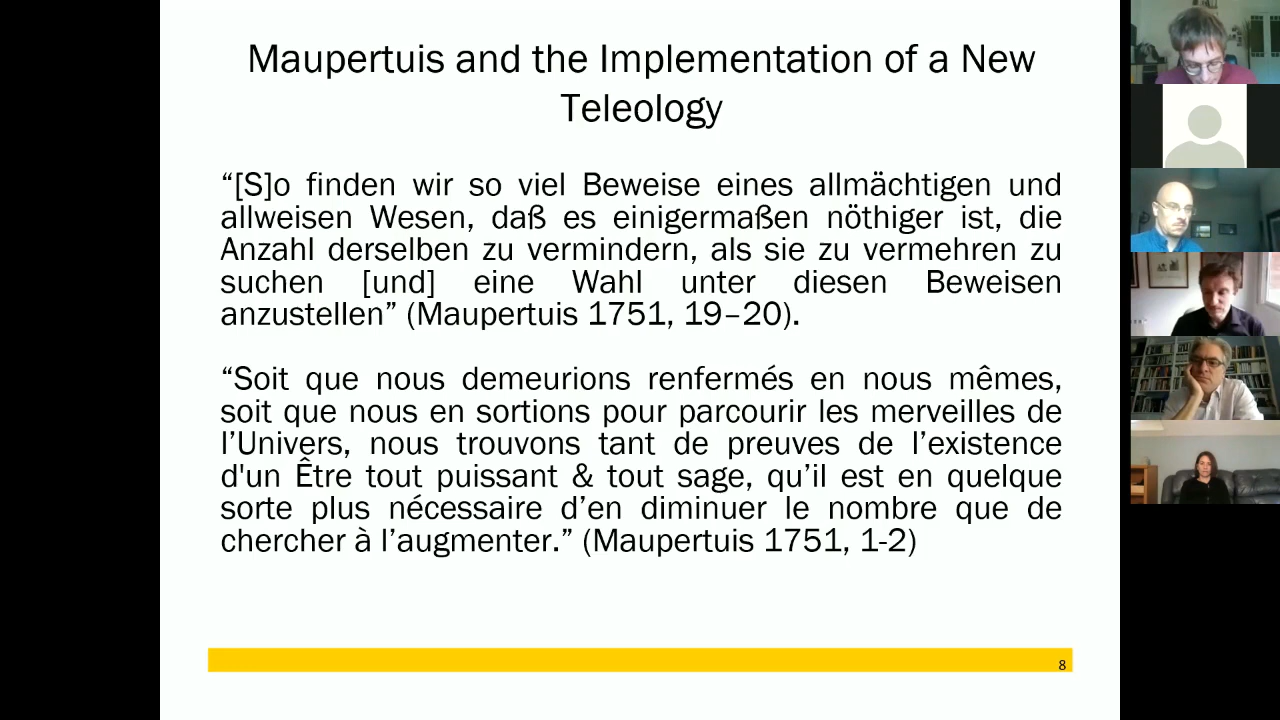 Maupertuis and the Implementation of a New
Teleology
“[S]o finden wir so viel Beweise eines allmächtigen und
allweisen Wesen, daß es einigermaßen nöthiger ist, die
Anzahl derselben zu vermindern, als sie zu vermehren zu
suchen [und] eine Wahl unter diesen Beweisen
anzustellen” (Maupertuis 1751, 19–20).
“Soit que nous demeurions renfermés en nous mêmes,
soit que nous en sortions pour parcourir les merveilles de
l’Univers, nous trouvons tant de preuves de l’existence
d'un Être tout puissant & tout sage, qu’il est en quelque
sorte plus nécessaire d’en diminuer le nombre que de
chercher à l’augmenter.” (Maupertuis 1751, 1-2)
8